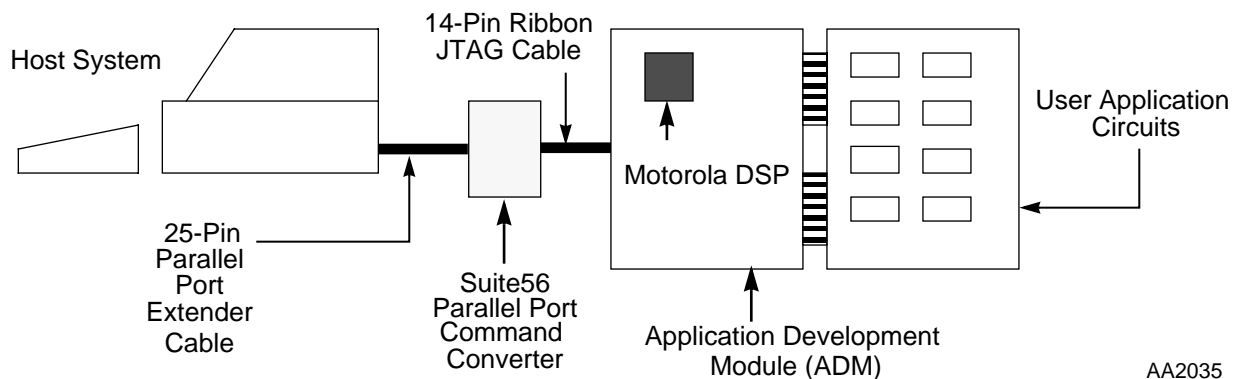 Host System
14-Pin Ribbon
JTAG Cable
Motorola DSP
User Application
Circuits
25-Pin
Parallel
Port
Extender
Cable
Suite56
Parallel Port
Command
Converter
Application Development
Module (ADM)
AA2035